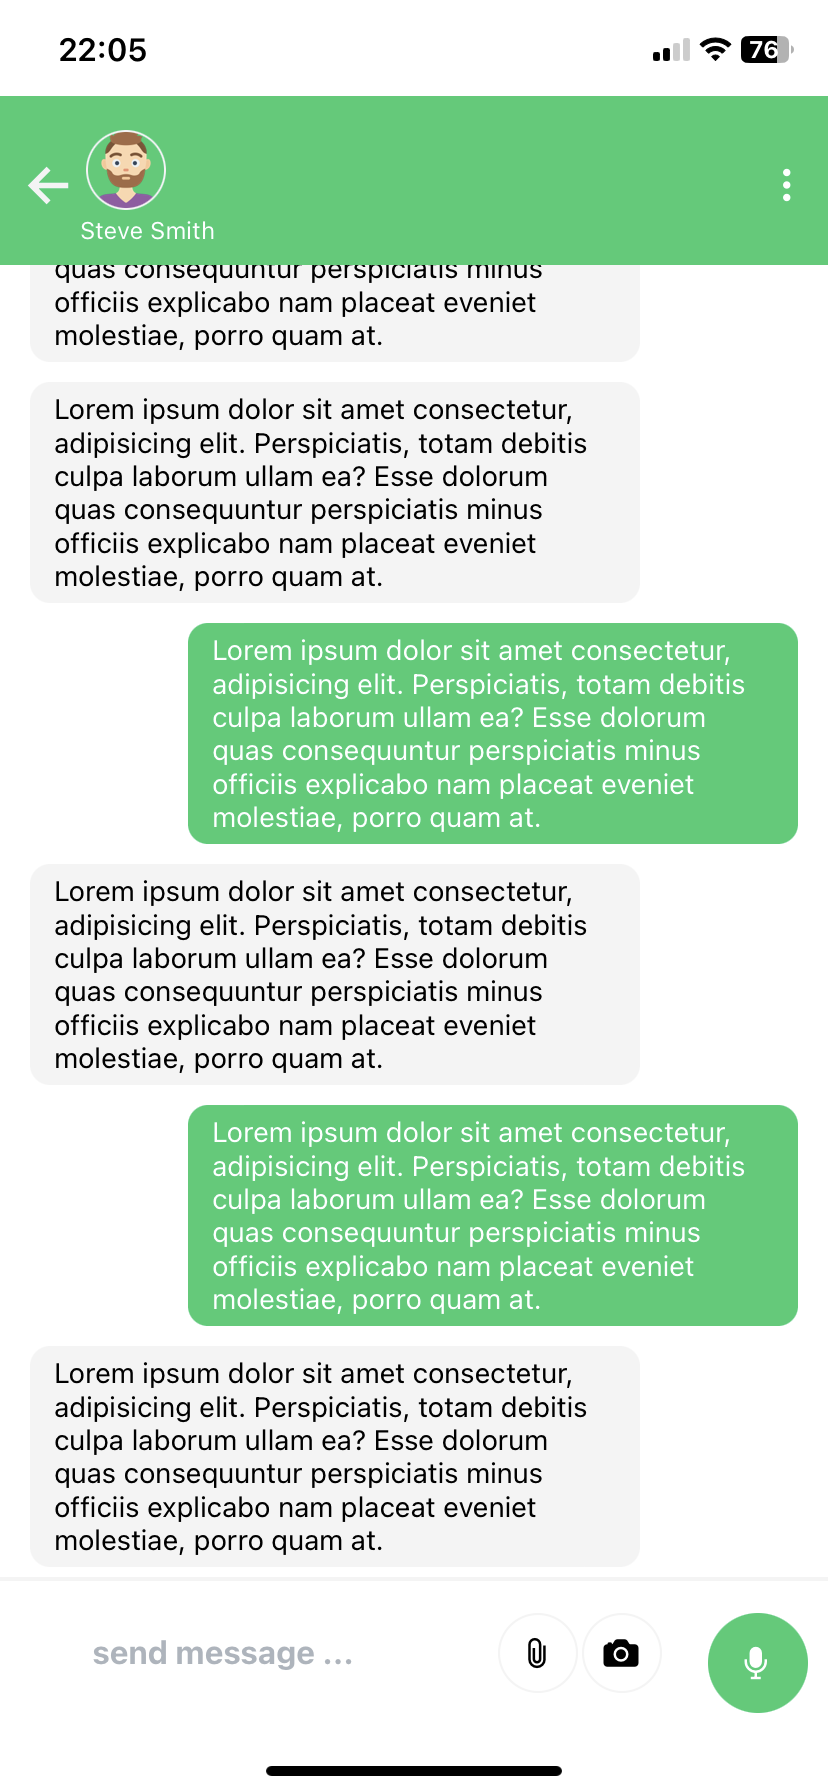 22:05
76
Steve Smith
quas consequuntur perspiciatis minus
officiis explicabo nam placeat eveniet
molestiae, porro quam at.
Lorem ipsum dolor sit amet consectetur,
adipisicing elit. Perspiciatis, totam debitis
culpa laborum ullam ea? Esse dolorum
quas consequuntur perspiciatis minus
officiis explicabo nam placeat eveniet
molestiae, porro quam at.
Lorem ipsum dolor sit amet consectetur,
adipisicing elit. Perspiciatis, totam debitis
culpa laborum ullam ea? Esse dolorum
quas consequuntur perspiciatis minus
officiis explicabo nam placeat eveniet
molestiae, porro quam at.
Lorem ipsum dolor sit amet consectetur,
adipisicing elit. Perspiciatis, totam debitis
culpa laborum ullam ea? Esse dolorum
quas consequuntur perspiciatis minus
officiis explicabo nam placeat eveniet
molestiae, porro quam at.
Lorem ipsum dolor sit amet consectetur,
adipisicing elit. Perspiciatis, totam debitis
culpa laborum ullam ea? Esse dolorum
quas consequuntur perspiciatis minus
officiis explicabo nam placeat eveniet
molestiae, porro quam at.
Lorem ipsum dolor sit amet consectetur,
adipisicing elit. Perspiciatis, totam debitis
culpa laborum ullam ea? Esse dolorum
quas consequuntur perspiciatis minus
officiis explicabo nam placeat eveniet
molestiae, porro quam at.
send message ...